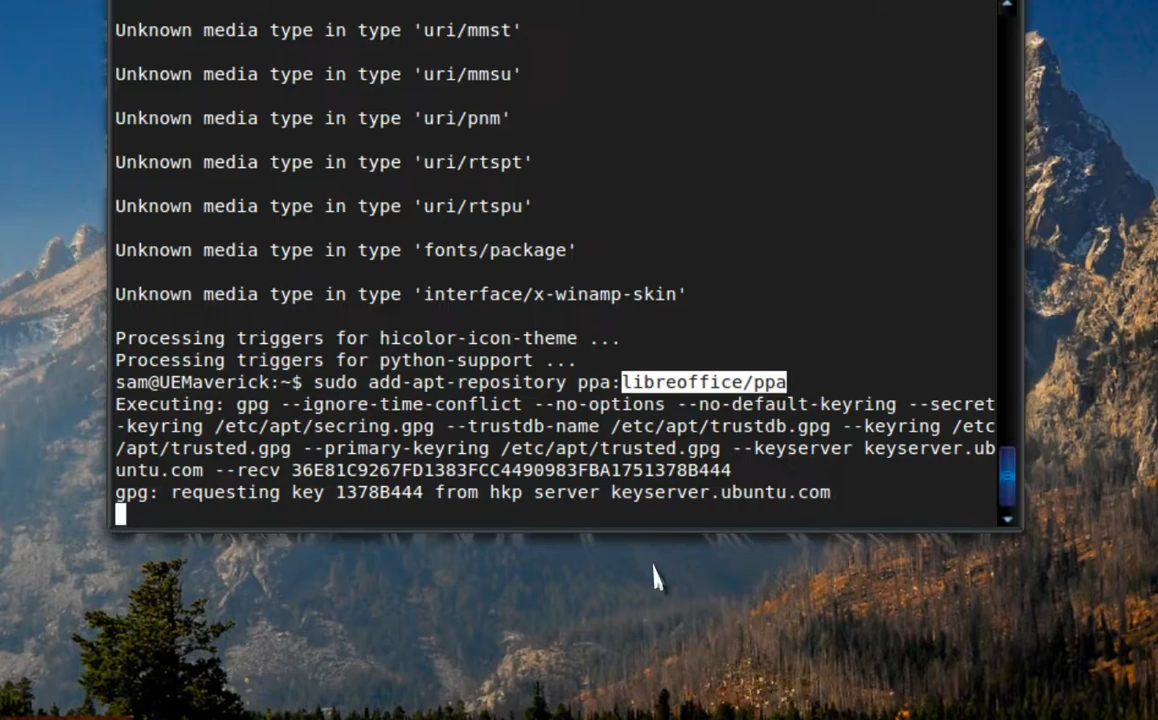 Unknown media type in type 'uri/mmst'
Unknown media type in type 'uri/mmsu'
Unknown media type in type 'uri/pnm'
Unknown media type in type 'uri/rtspt'
Unknown media type in type 'uri/rtspu'
Unknown media type in type 'fonts/package'
Unknown media type in type 'interface/x-winamp-skin'
Processing triggers for hicolor-icon-theme ...
Processing triggers for python-support ...
sam@UEMaverick:~$ sudo add-apt-repository ppa:libreoffice/ppa
Executing: gpg --ignore-time-conflict --no-options --no-default-keyring --secret
-keyring /etc/apt/secring.gpg --trustdb-name /etc/apt/trustdb.gpg --keyring /etc
/apt/trusted.gpg --primary-keyring /etc/apt/trusted.gpg --keyserver keyserver.ub
untu.com --recv 36E81C9267FD1383FCC4490983FBA1751378B444
gpg: requesting key 1378B444 from hkp server keyserver.ubuntu.com